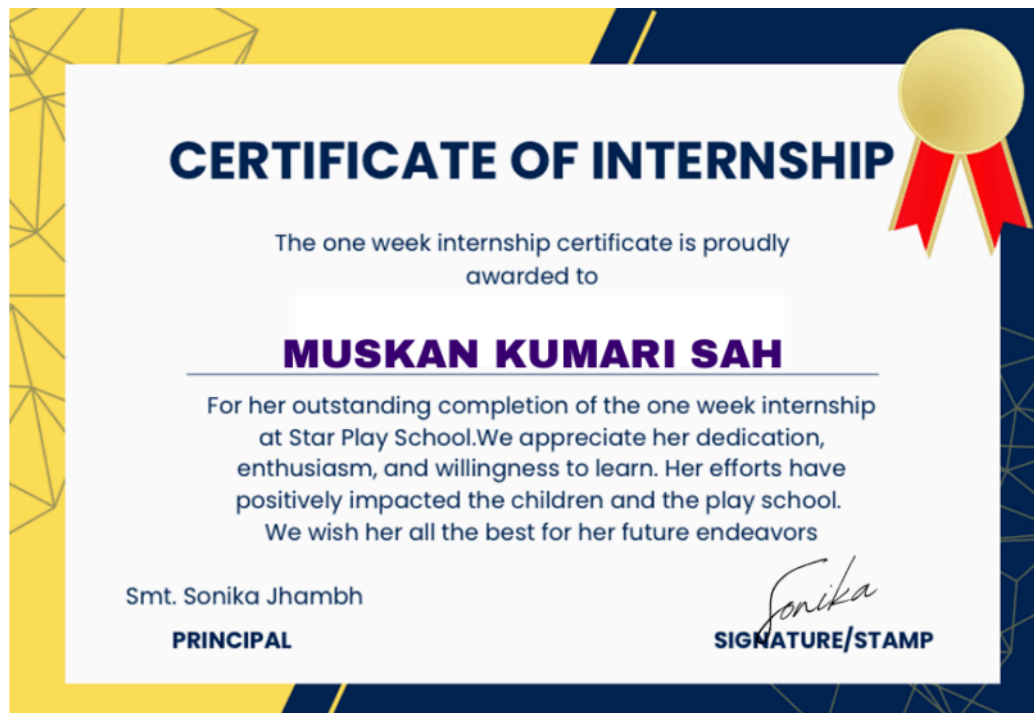 CERTIFICATE OF INTERNSHIP
The one week internship certificate is proudly
awarded to
MUSKAN KUMARI SAH
For her outstanding completion of the one week internship
at Star Play School.We appreciate her dedication,
enthusiasm, and willingness to learn. Her efforts have
positively impacted the children and the play school.
We wish her all the best for her future endeavors
Smt. Sonika Jhambh
PRINCIPAL
Sonika
SIGNATURE/STAMP